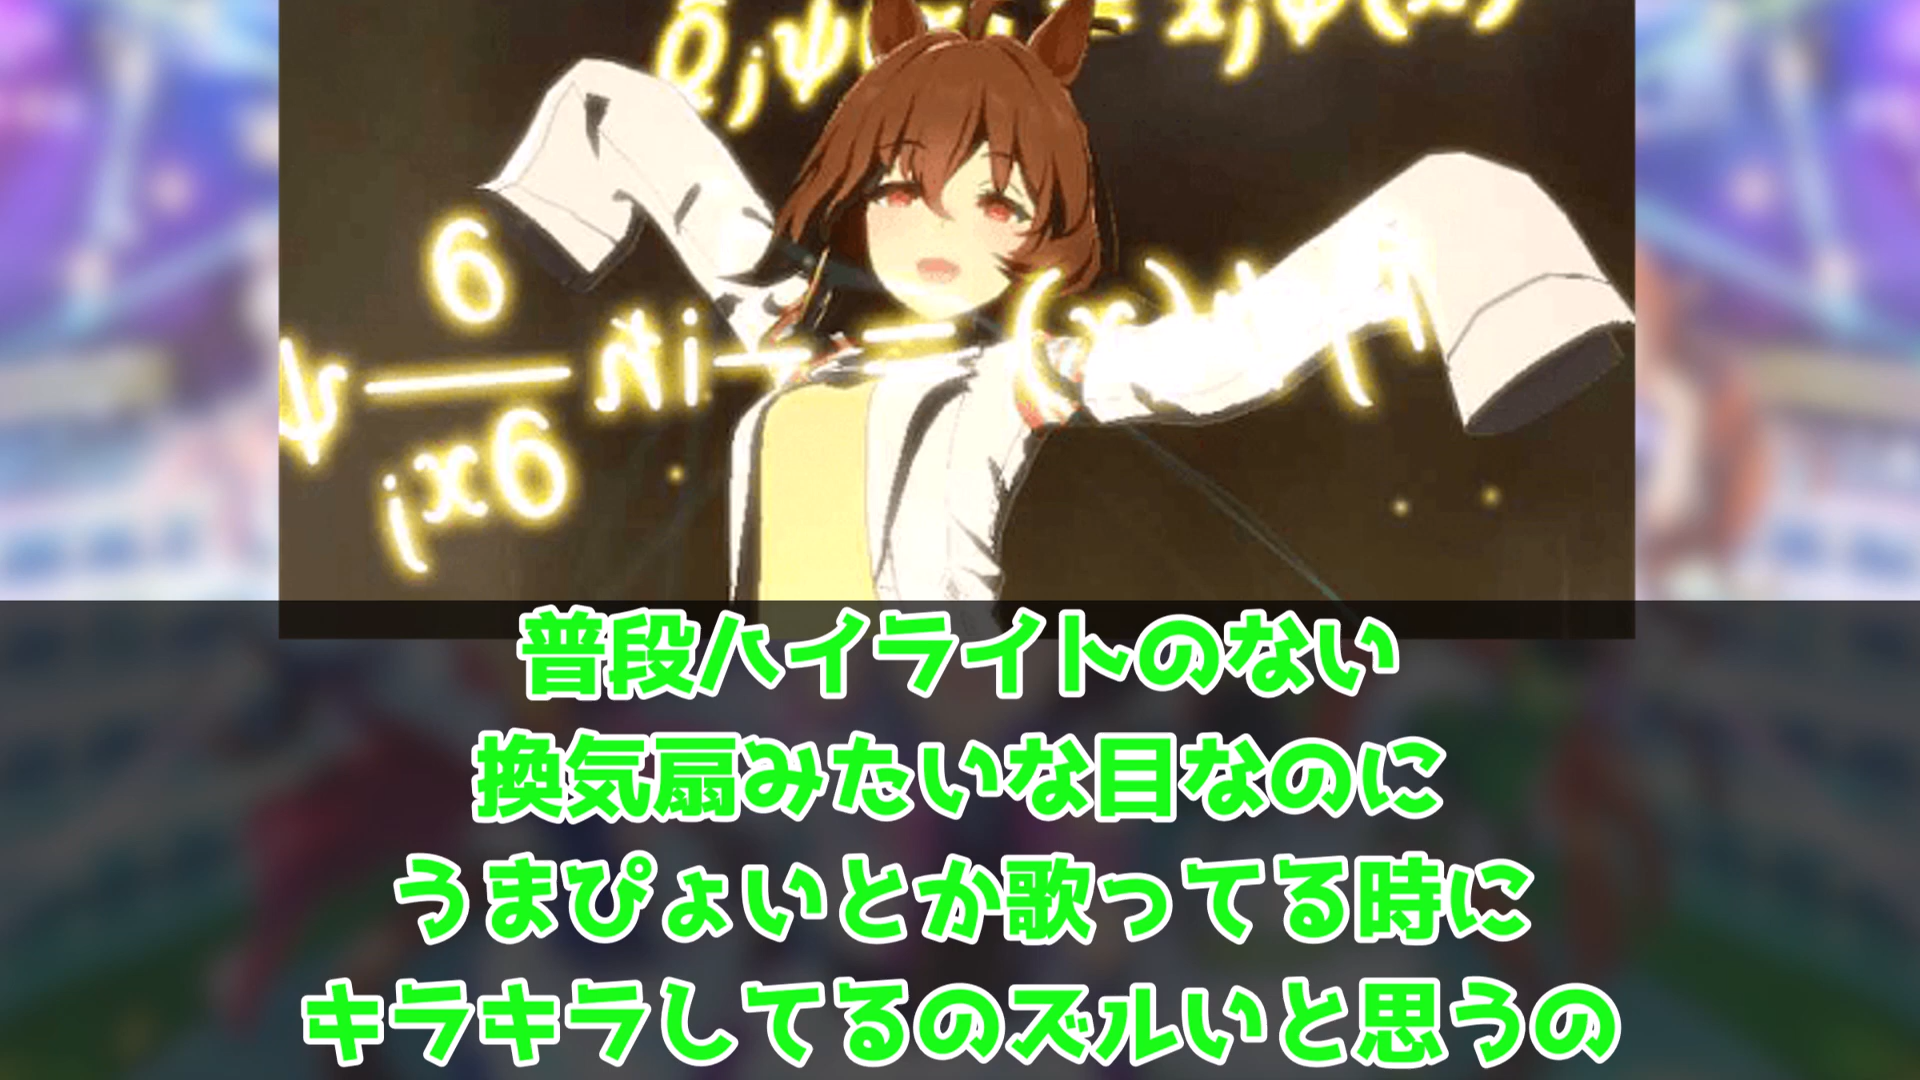 普段ハイライトのない
換気扇みたいな目なのに
うまぴょいとか歌ってる時に
キラキラしてるのズルいと思うの